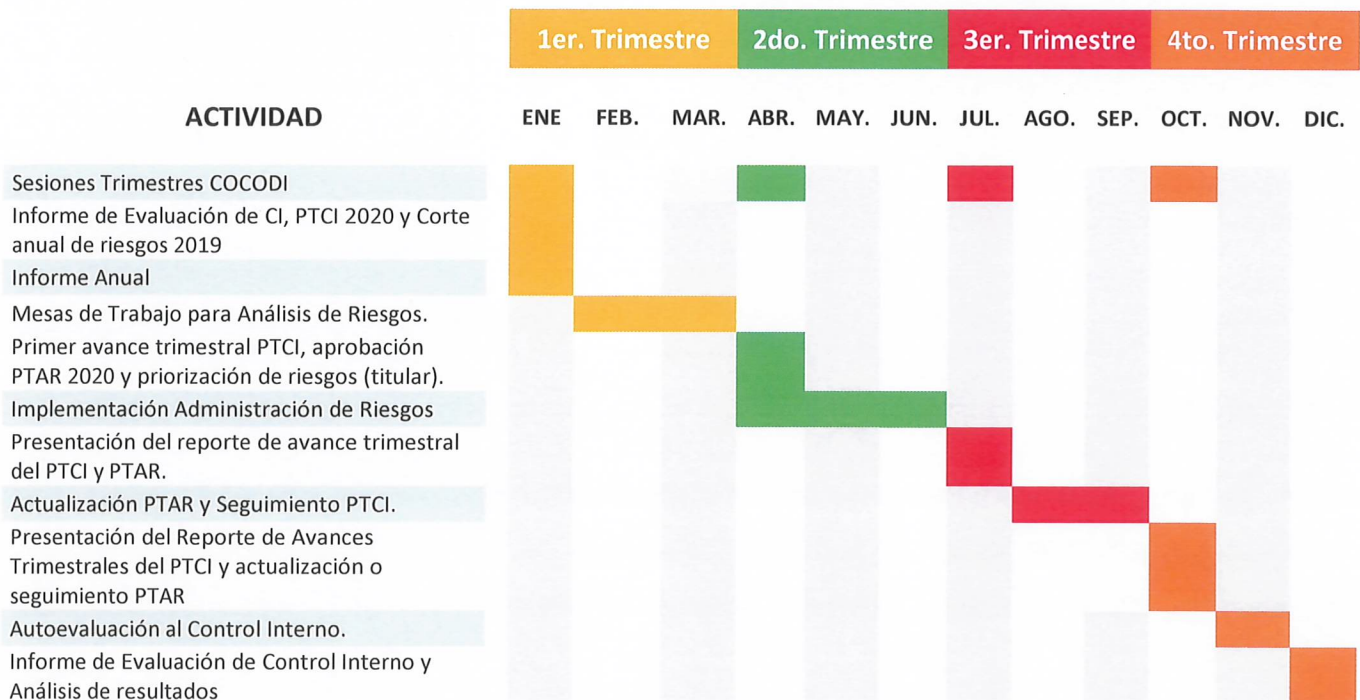 1er. Trimestre 2do. Trimestre 3er. Trimestre 4to. Trimestre
ACTIVIDAD ENE FEB. MAR. ABR. MAY. JUN. JUL. AGO. SEP. OCT. NOV. DIC.
Sesiones Trimestres COCODI
Informe de Evaluación de CI, PTCI 2020 y Corte
anual de riesgos 2019
Informe Anual
Mesas de Trabajo para Análisis de Riesgos.
Primer avance trimestral PTCI, aprobación
PTAR 2020 y priorización de riesgos (titular).
Implementación Administración de Riesgos
Presentación del reporte de avance trimestral
del PTCI y PTAR.
Actualización PTAR y Seguimiento PTCI.
Presentación del Reporte de Avances
Trimestrales del PTCI y actualización o
seguimiento PTAR
Autoevaluación al Control Interno.
Informe de Evaluación de Control Interno y
Análisis de resultados